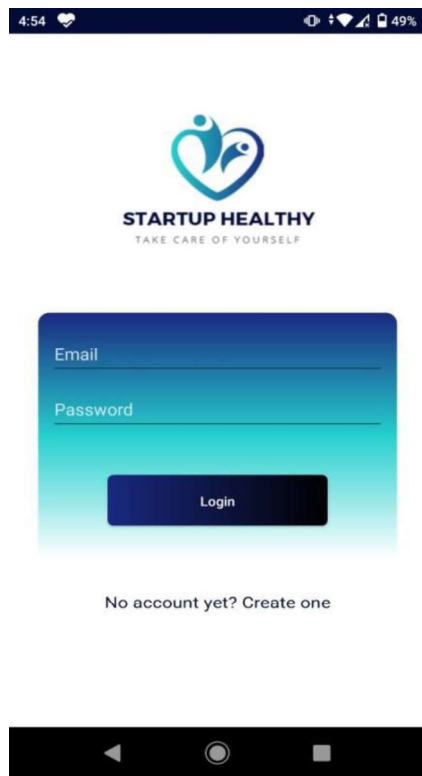 4:54 49%
STARTUP HEALTHY
TAKE CARE OF YOURSELF
Email
Password
Login
No account yet? Create one